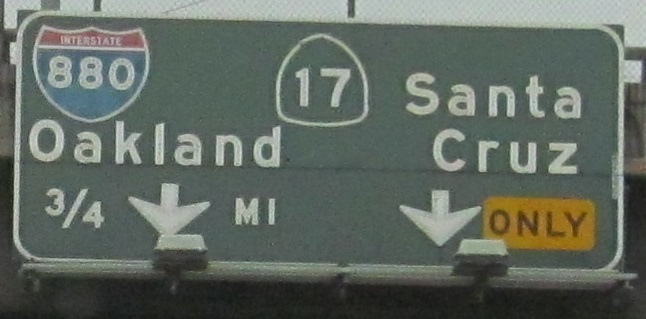 INTERSTATE
880
17
Santa
Oakland
Cruz
3/4 MI
ONLY